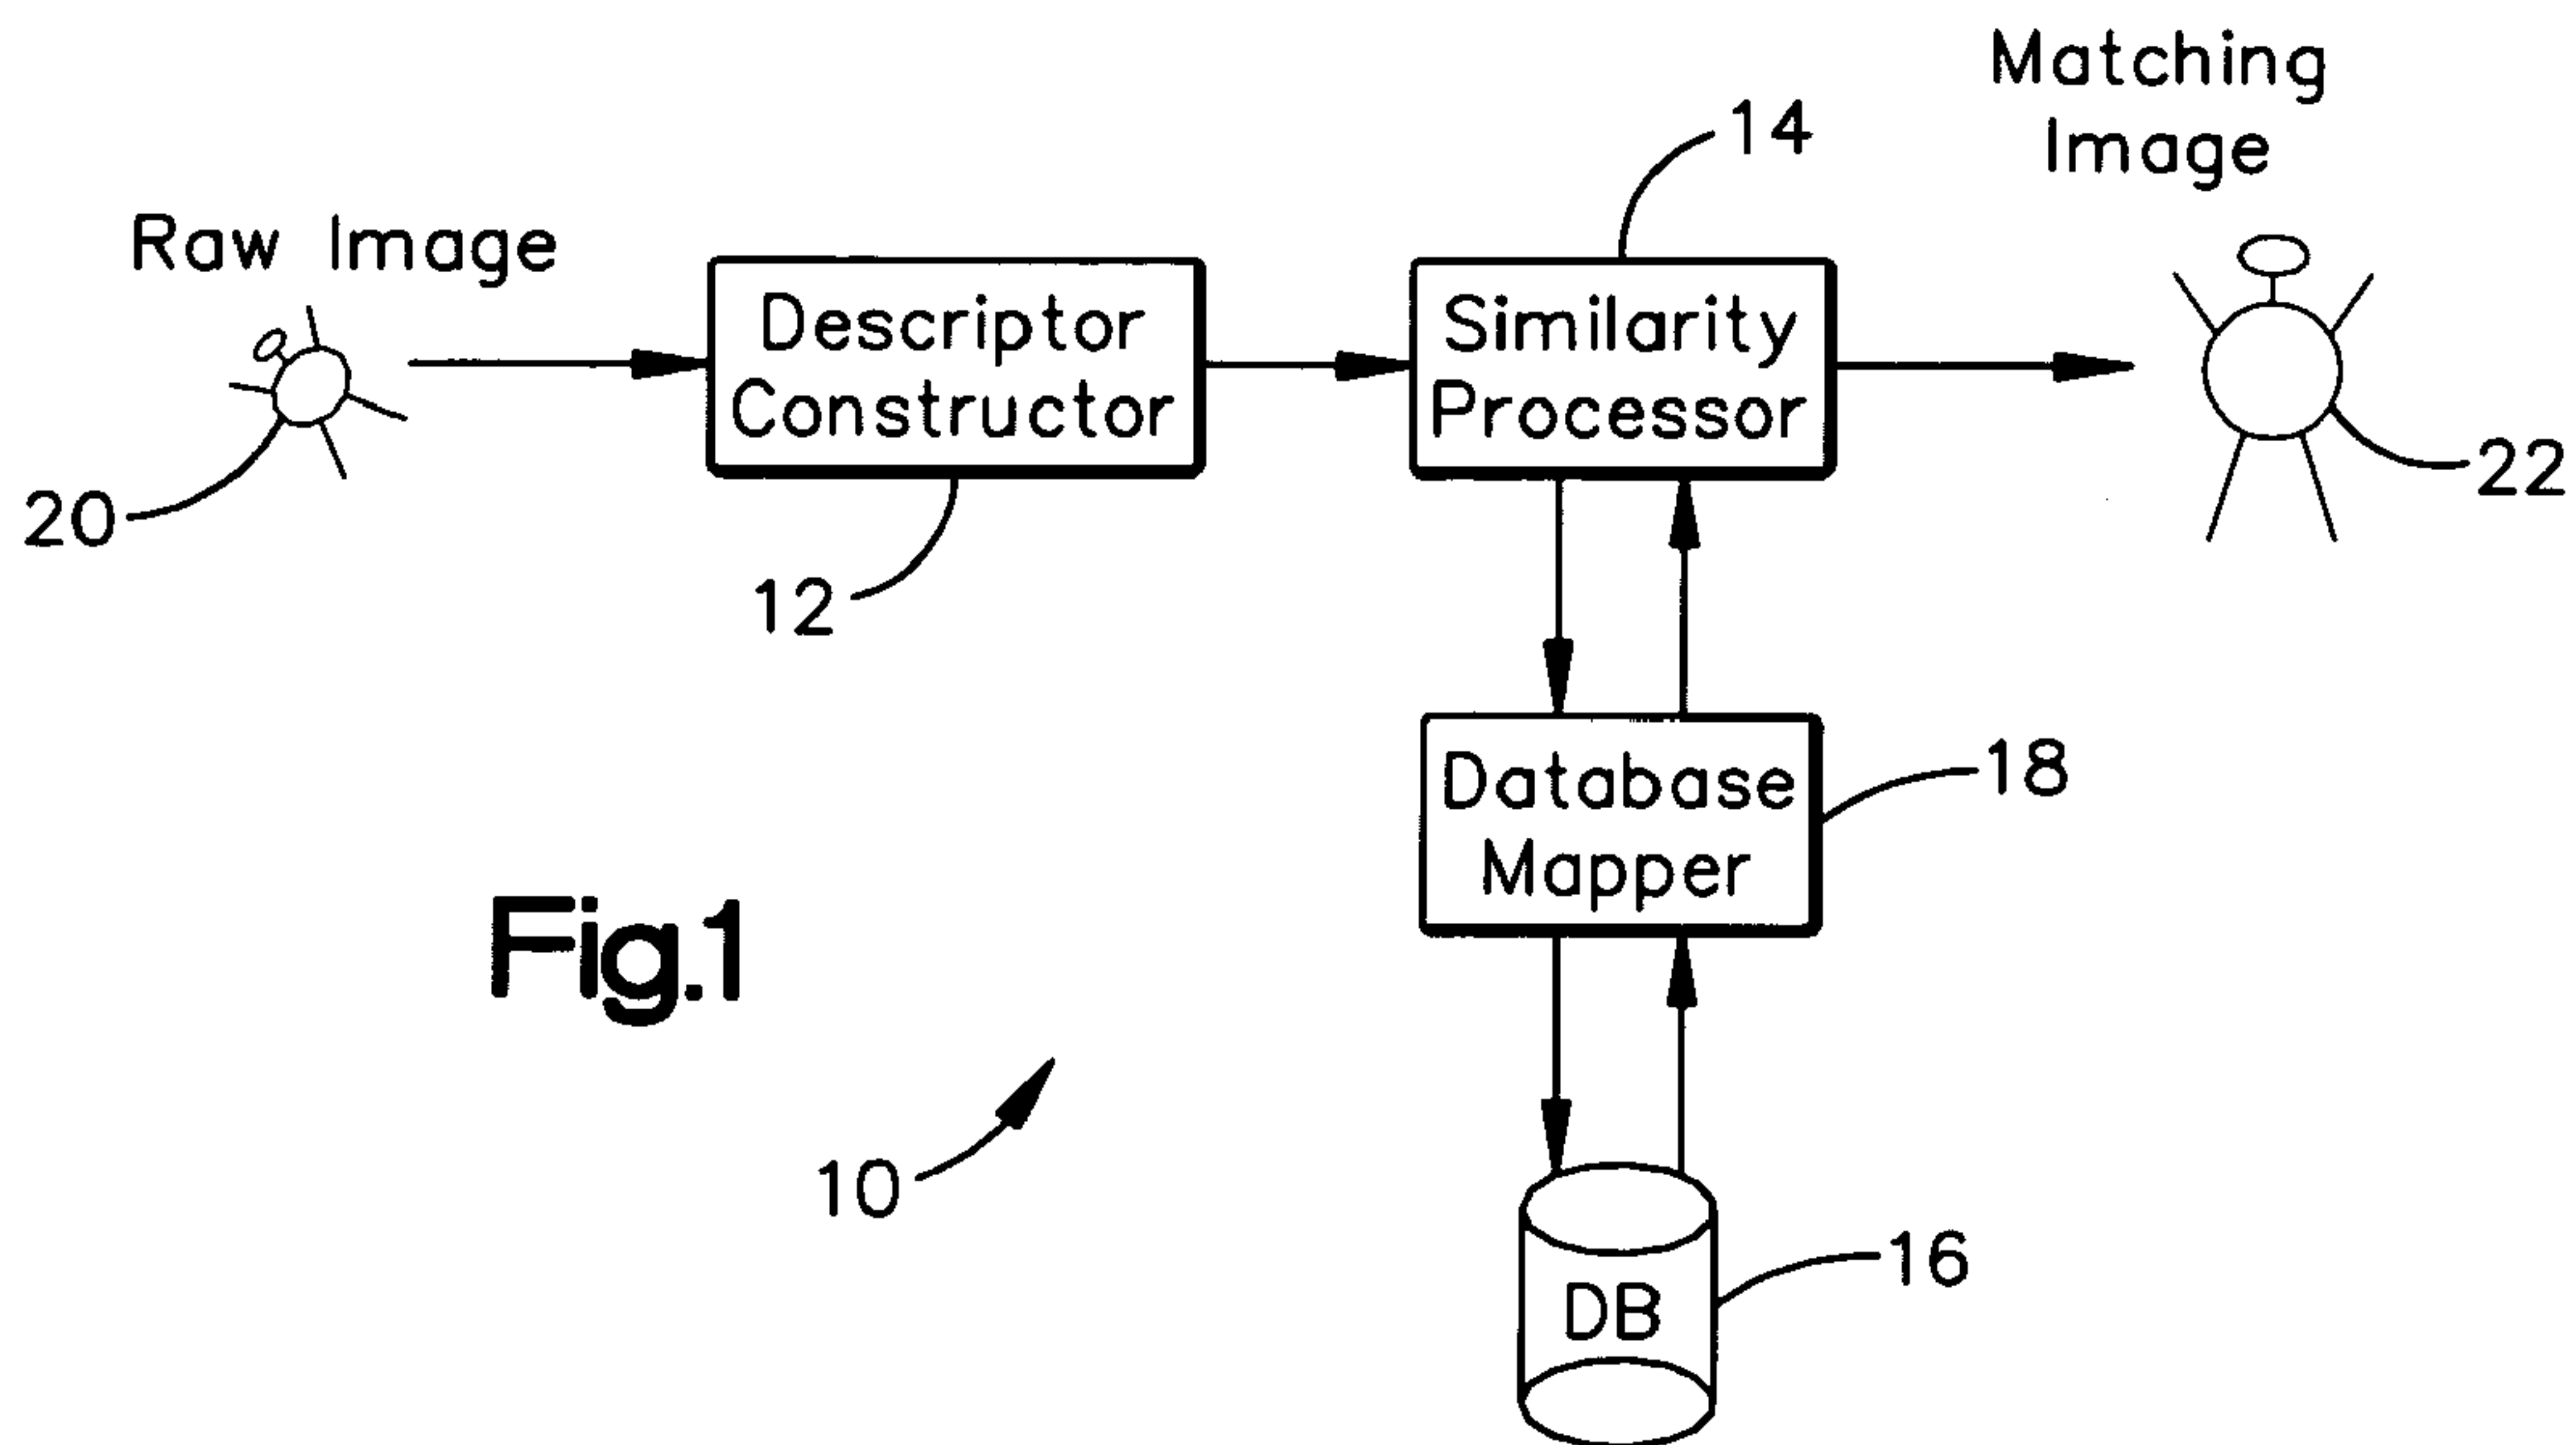 Matching
Image
14
Raw Image
Descriptor
Constructor
Similarity
Processor
20
12
22
Database
Mapper
18
Fig.1
10
16
DB